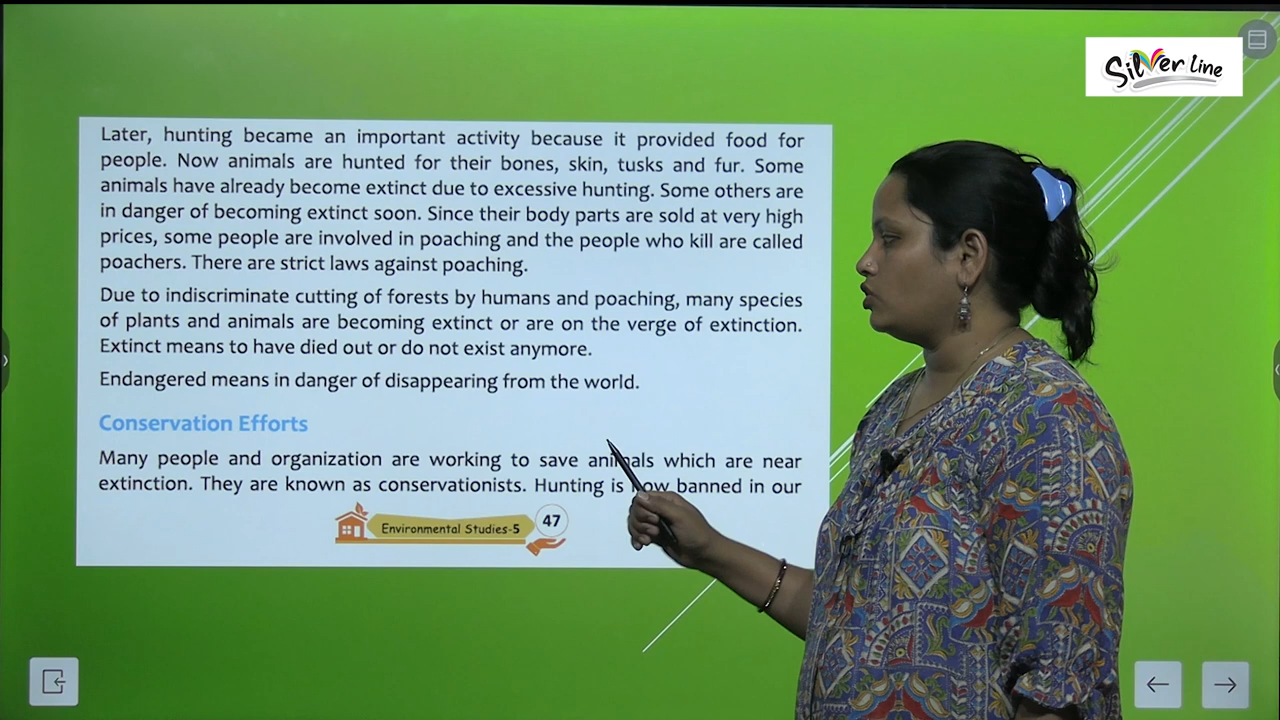 Silver Line
Later, hunting became an important activity because it provided food for
people. Now animals are hunted for their bones, skin, tusks and fur. Some
animals have already become extinct due to excessive hunting. Some others are
in danger of becoming extinct soon. Since their body parts are sold at very high
prices, some people are involved in poaching and the people who kill are called
poachers. There are strict laws against poaching.
Due to indiscriminate cutting of forests by humans and poaching, many species
of plants and animals are becoming extinct or are on the verge of extinction.
Extinct means to have died out or do not exist anymore.
Endangered means in danger of disappearing from the world.
Conservation Efforts
Many people and organization are working to save animals which are near
extinction. They are known as conservationists. Hunting is now banned in our
Environmental Studies-5
47